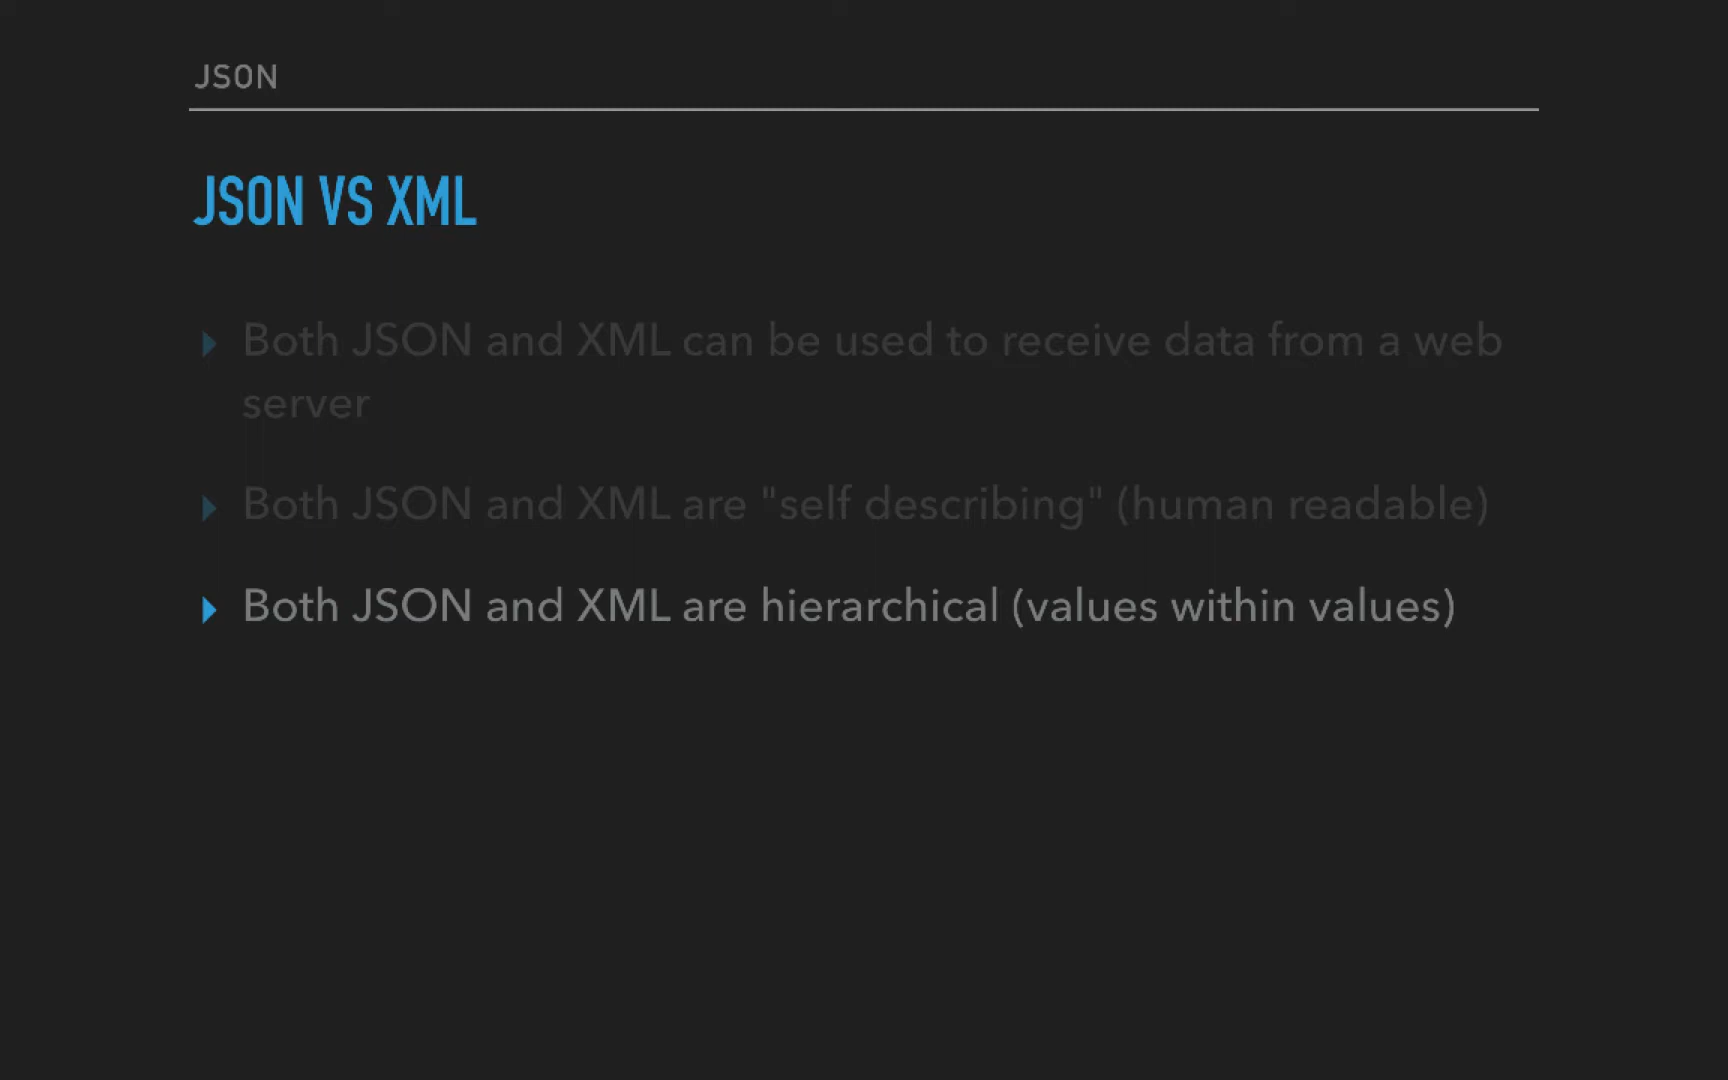 JSON
JSON VS XML
Both JSON and XML can be used to receive data from a web
server
Both JSON and XML are "self describing" (human readable)
Both JSON and XML are hierarchical (values within values)